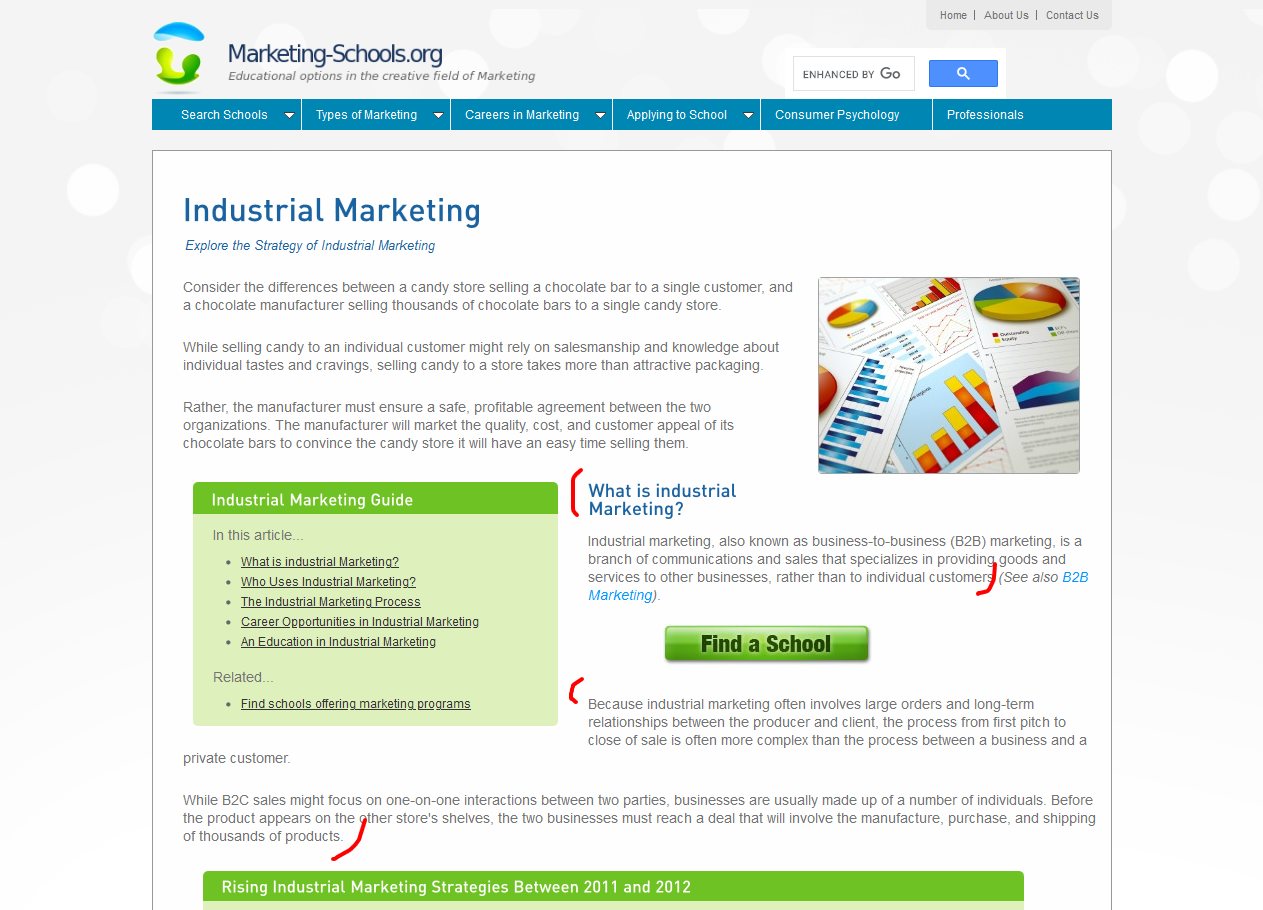 Home | About Us | Contact Us
Marketing-Schools.org
Educational options in the creative field of Marketing
ENHANCED BY Go
Search Schools Types of Marketing Careers in Marketing Applying to School Consumer Psychology Professionals
Industrial Marketing
Explore the Strategy of Industrial Marketing
Consider the differences between a candy store selling a chocolate bar to a single customer, and
a chocolate manufacturer selling thousands of chocolate bars to a single candy store.
While selling candy to an individual customer might rely on salesmanship and knowledge about
individual tastes and cravings, selling candy to a store takes more than attractive packaging.
Rather, the manufacturer must ensure a safe, profitable agreement between the two
organizations. The manufacturer will market the quality, cost, and customer appeal of its
chocolate bars to convince the candy store it will have an easy time selling them.
Industrial Marketing Guide
In this article...
• What is industrial Marketing?
• Who Uses Industrial Marketing?
• The Industrial Marketing Process
• Career Opportunities in Industrial Marketing
• An Education in Industrial Marketing
Related...
• Find schools offering marketing programs
What is industrial
Marketing?
Industrial marketing, also known as business-to-business (B2B) marketing, is a
branch of communications and sales that specializes in providing goods and
services to other businesses, rather than to individual customers (See also B2B
Marketing).
Find a School
Because industrial marketing often involves large orders and long-term
relationships between the producer and client, the process from first pitch to
close of sale is often more complex than the process between a business and a
private customer.
While B2C sales might focus on one-on-one interactions between two parties, businesses are usually made up of a number of individuals. Before
the product appears on the other store's shelves, the two businesses must reach a deal that will involve the manufacture, purchase, and shipping
of thousands of products.
Rising Industrial Marketing Strategies Between 2011 and 2012